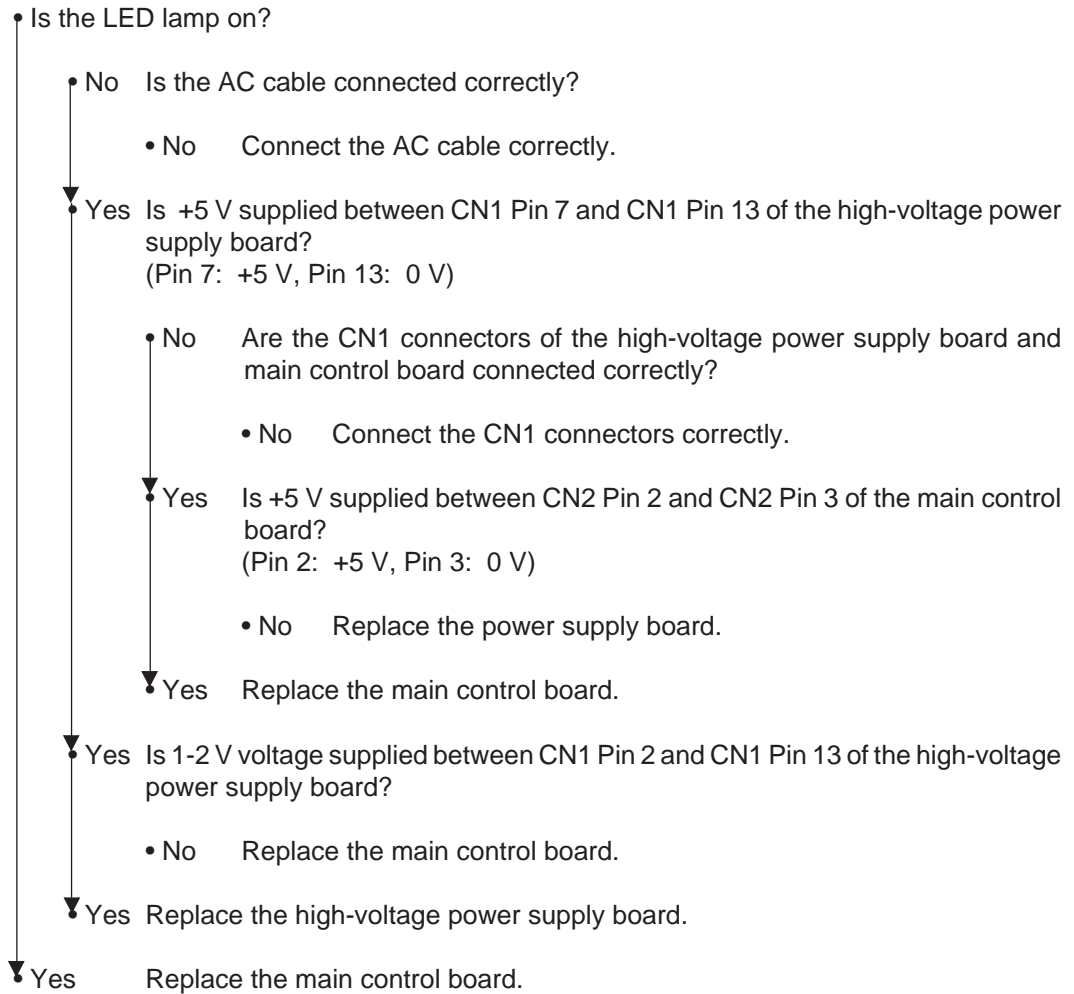 • Is the LED lamp on?
• No Is the AC cable connected correctly?
• No Connect the AC cable correctly.
• Yes Is +5 V supplied between CN1 Pin 7 and CN1 Pin 13 of the high-voltage power
supply board?
(Pin 7: +5 V, Pin 13: 0 V)
• No Are the CN1 connectors of the high-voltage power supply board and
main control board connected correctly?
• No Connect the CN1 connectors correctly.
• Yes Is +5 V supplied between CN2 Pin 2 and CN2 Pin 3 of the main control
board?
(Pin 2: +5 V, Pin 3: 0 V)
• No Replace the power supply board.
• Yes Replace the main control board.
• Yes Is 1-2 V voltage supplied between CN1 Pin 2 and CN1 Pin 13 of the high-voltage
power supply board?
• No Replace the main control board.
• Yes Replace the high-voltage power supply board.
• Yes Replace the main control board.